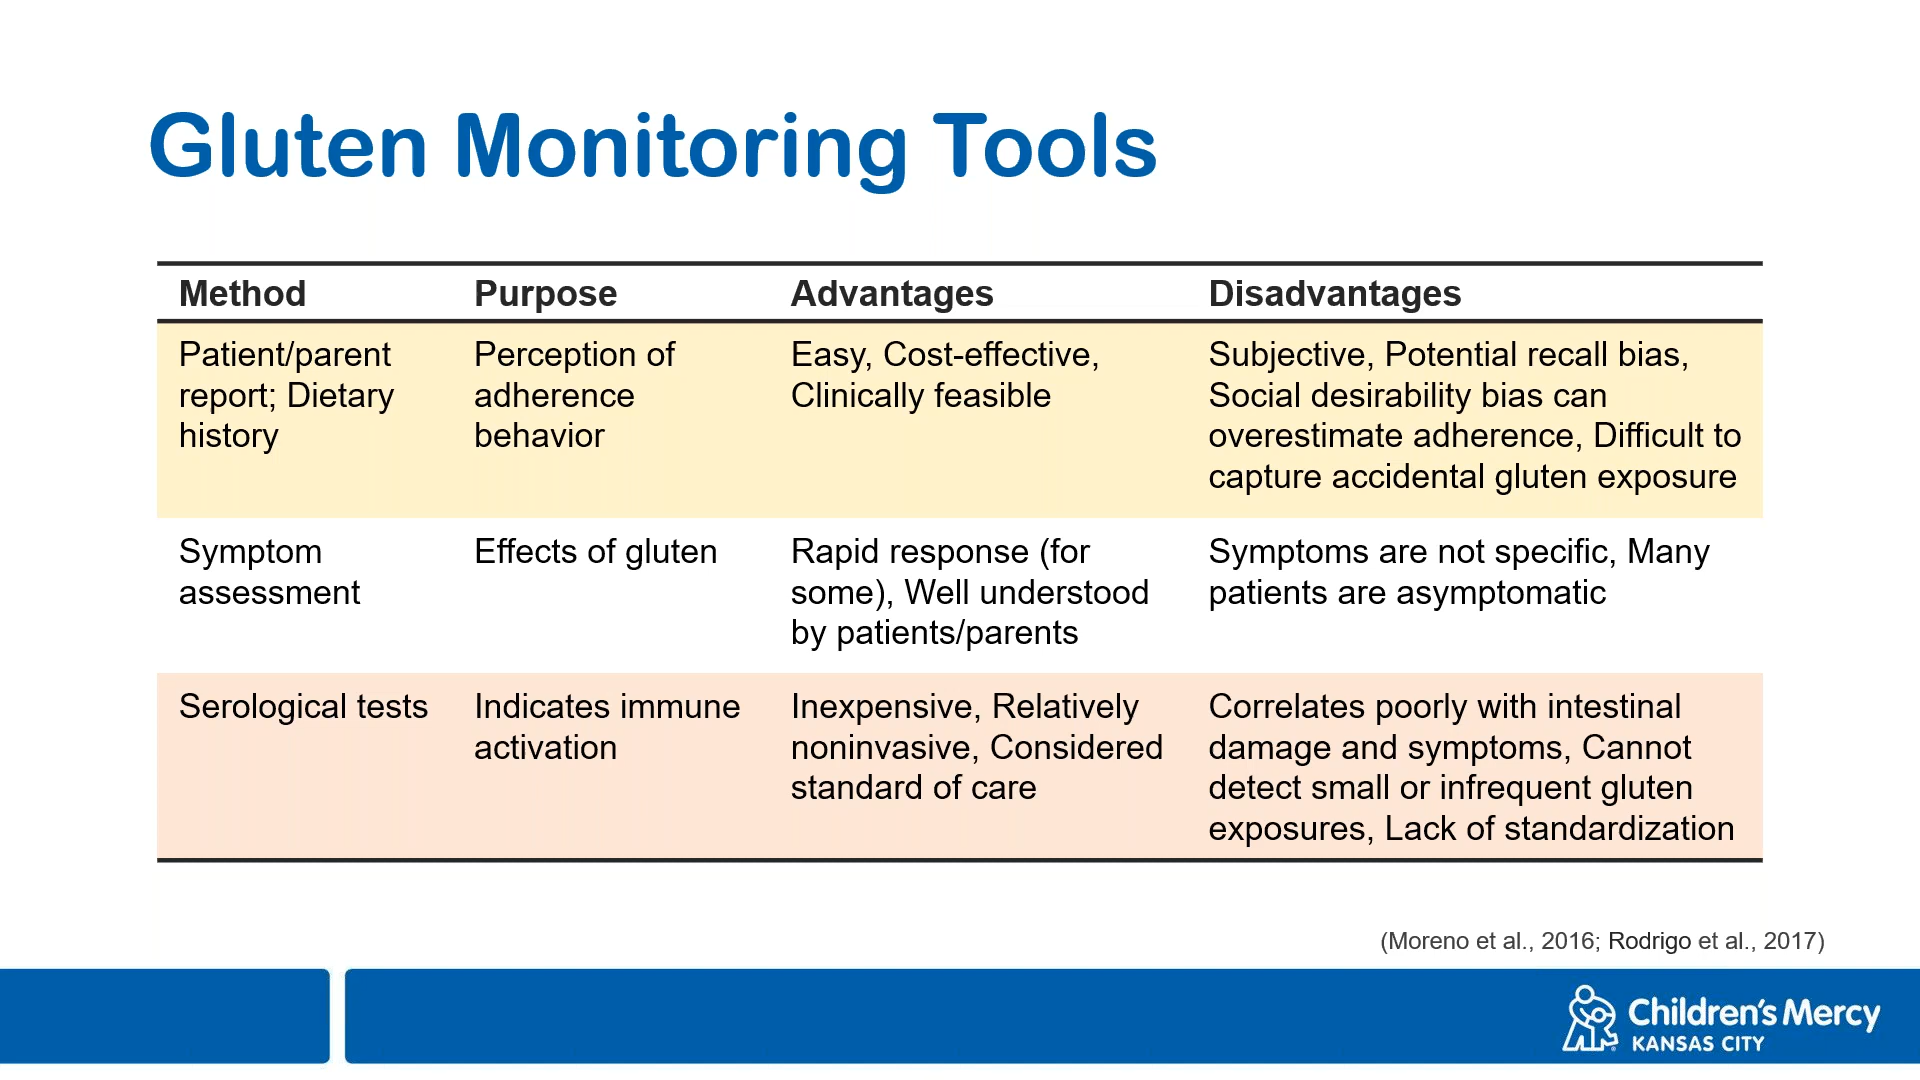 Gluten Monitoring Tools
Method Purpose Advantages Disadvantages
Patient/parent report; Dietary history
Perception of adherence behavior
Easy, Cost-effective, Clinically feasible
Subjective, Potential recall bias, Social desirability bias can overestimate adherence, Difficult to capture accidental gluten exposure
Symptom assessment
Effects of gluten
Rapid response (for some), Well understood by patients/parents
Symptoms are not specific, Many patients are asymptomatic
Serological tests
Indicates immune activation
Inexpensive, Relatively noninvasive, Considered standard of care
Correlates poorly with intestinal damage and symptoms, Cannot detect small or infrequent gluten exposures, Lack of standardization
(Moreno et al., 2016; Rodrigo et al., 2017)
Children's Mercy
KANSAS CITY